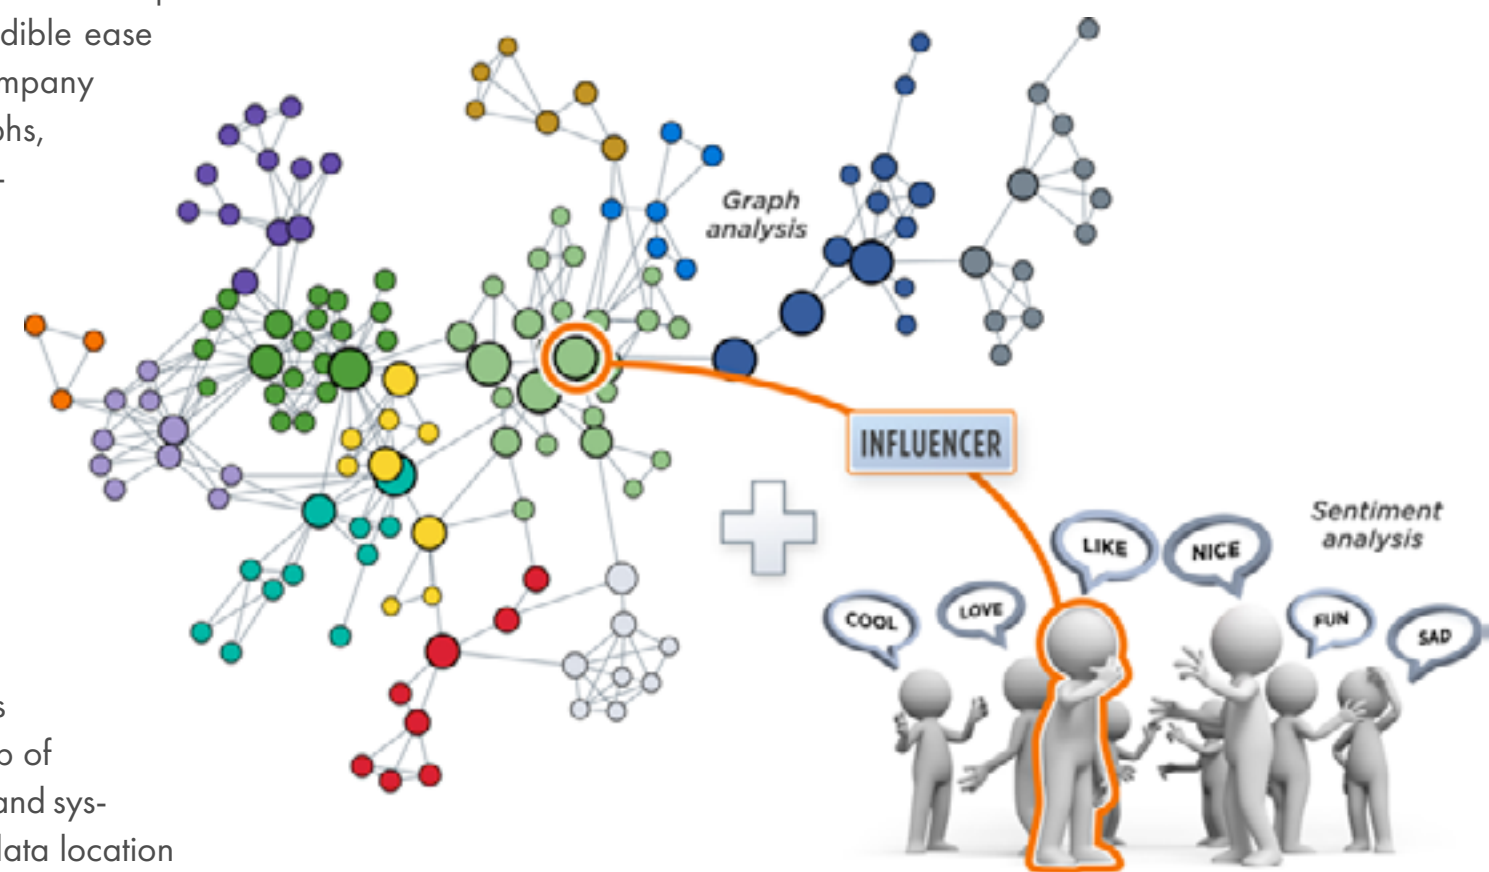 dible ease
mpany
phs,
-
Graph
analysis
INFLUENCER
Sentiment
analysis
LIKE
NICE
COOL
LOVE
FUN
SAD
s
o of
and sys-
data location